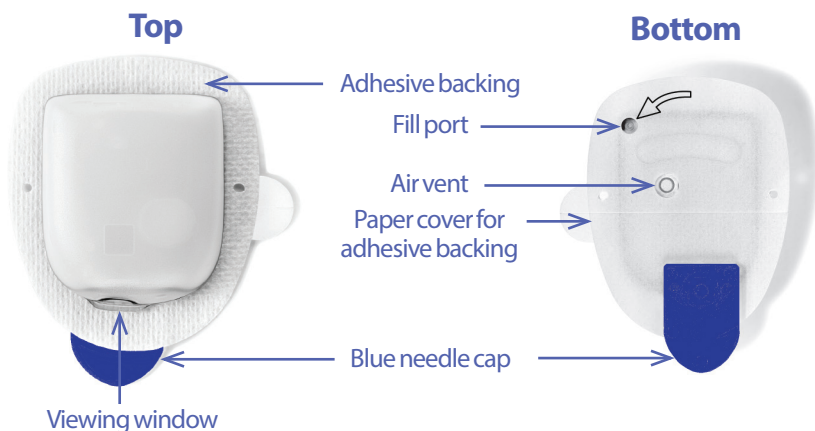 Top
Bottom
Adhesive backing
Fill port
Air vent
Paper cover for
adhesive backing
Blue needle cap
Viewing window